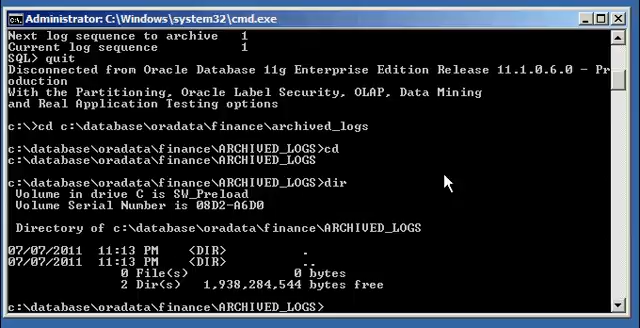 Administrator: C:\Windows\system32\cmd.exe
Next log sequence to archive   1
Current log sequence           1
SQL> quit
Disconnected from Oracle Database 11g Enterprise Edition Release 11.1.0.6.0 - Pr
oduction
With the Partitioning, Oracle Label Security, OLAP, Data Mining
and Real Application Testing options
c:\>cd c:\database\oradata\finance\archived_logs
c:\database\oradata\finance\ARCHIVED_LOGS>cd
c:\database\oradata\finance\ARCHIVED_LOGS
c:\database\oradata\finance\ARCHIVED_LOGS>dir
Volume in drive C is SW_Preload
Volume Serial Number is 08D2-A6D0
Directory of c:\database\oradata\finance\ARCHIVED_LOGS
07/07/2011  11:13 PM    <DIR>          .
07/07/2011  11:13 PM    <DIR>          ..
0 File(s)              0 bytes
2 Dir(s)   1,938,284,544 bytes free
c:\database\oradata\finance\ARCHIVED_LOGS>